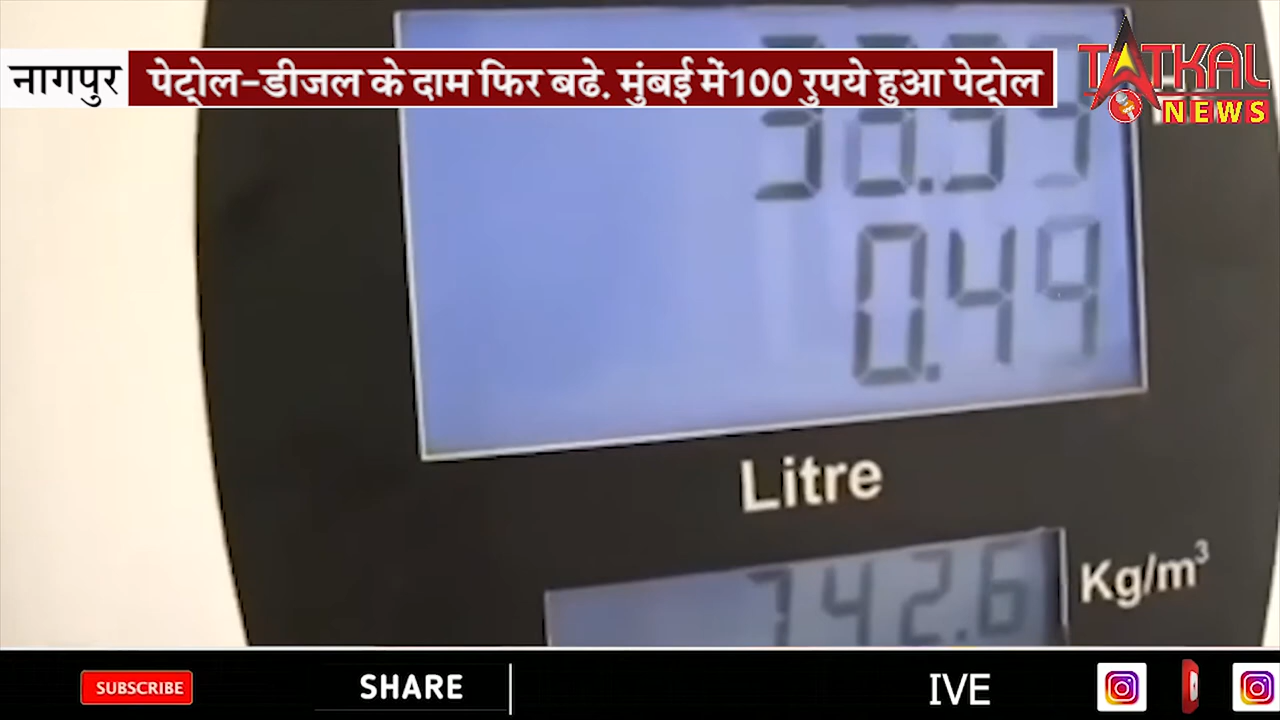 नागपुर
पेट्रोल-डीजल के दाम फिर बढे. मुंबई में 100 रुपये हुआ पेट्रोल
TATKAL
NEWS
0.49
Litre
742.6
Kg/m³
SUBSCRIBE
SHARE
IVE